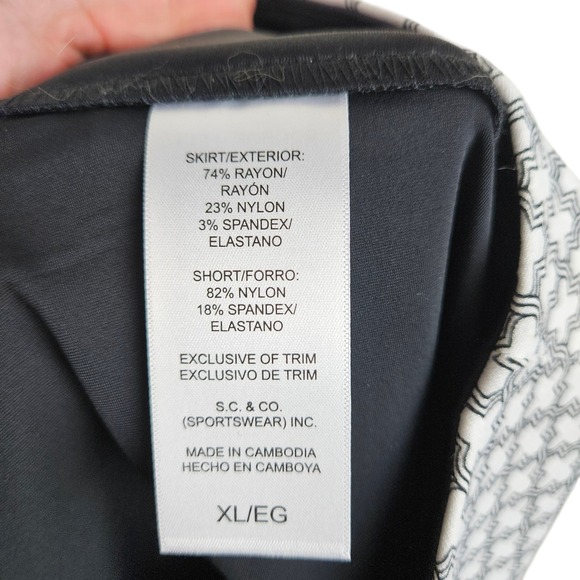 SKIRT/EXTERIOR:
74% RAYON/
RAYÓN
23% NYLON
3% SPANDEX/
ELASTANO
SHORT/FORRO:
82% NYLON
18% SPANDEX/
ELASTANO
EXCLUSIVE OF TRIM
EXCLUSIVO DE TRIM
S.C. & CO.
(SPORTSWEAR) INC.
MADE IN CAMBODIA
HECHO EN CAMBOYA
XL/EG